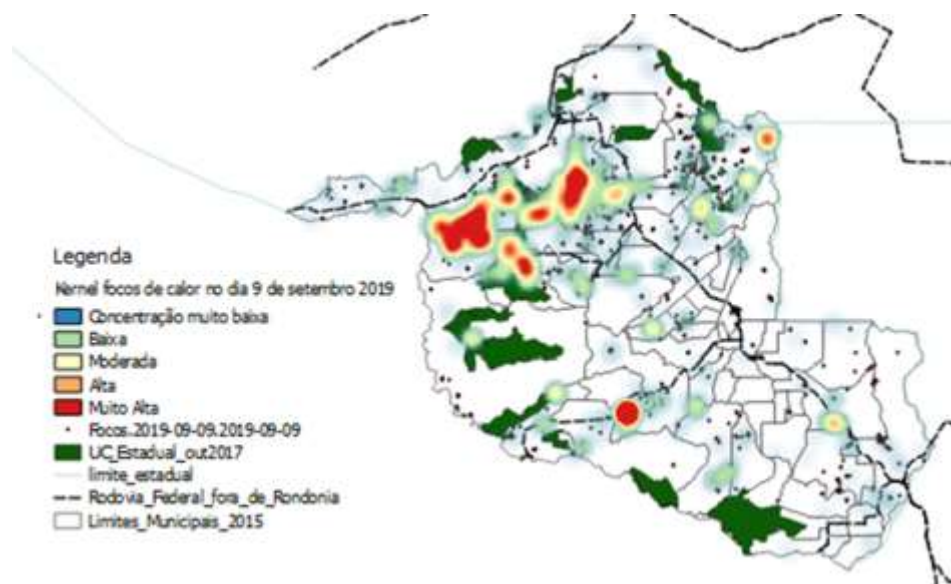 Legenda
Kernel focos de calor no dia 9 de setembro 2019
Concentração muito baixa
Baixa
Moderada
Alta
Muito Alta
Focos.2019-09-09.2019-09-09
UC_Estadual_out2017
limite_estadual
Rodovia_Federal_fora_de_Rondonia
Limites_Municipais_2015